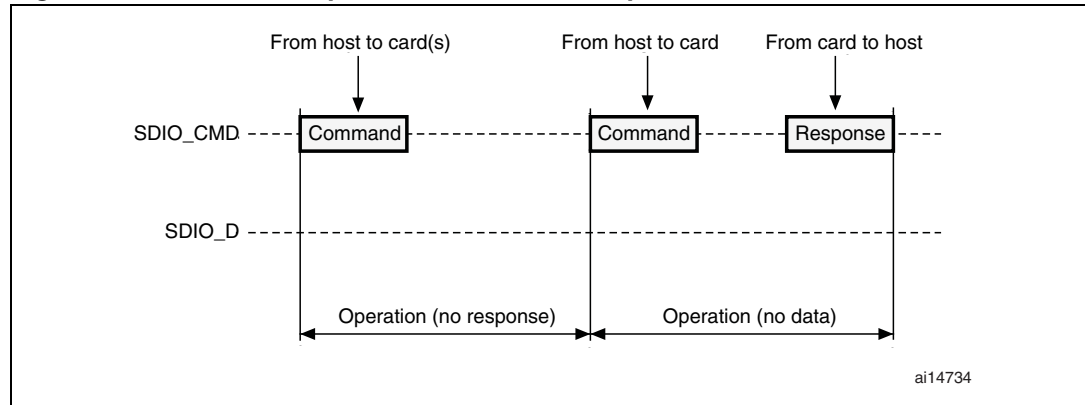 From host to card(s) From host to card From card to host
SDIO_CMD Command Command Response
SDIO_D
Operation (no response) Operation (no data)
ai14734